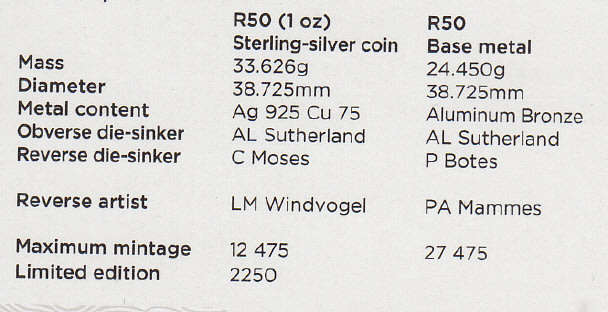 R50 (1 oz) R50
Sterling-silver coin Base metal
Mass 33.626g 24.450g
Diameter 38.725mm 38.725mm
Metal content Ag 925 Cu 75 Aluminum Bronze
Obverse die-sinker AL Sutherland AL Sutherland
Reverse die-sinker C Moses P Botes
Reverse artist LM Windvogel PA Mammes
Maximum mintage 12 475 27 475
Limited edition 2250